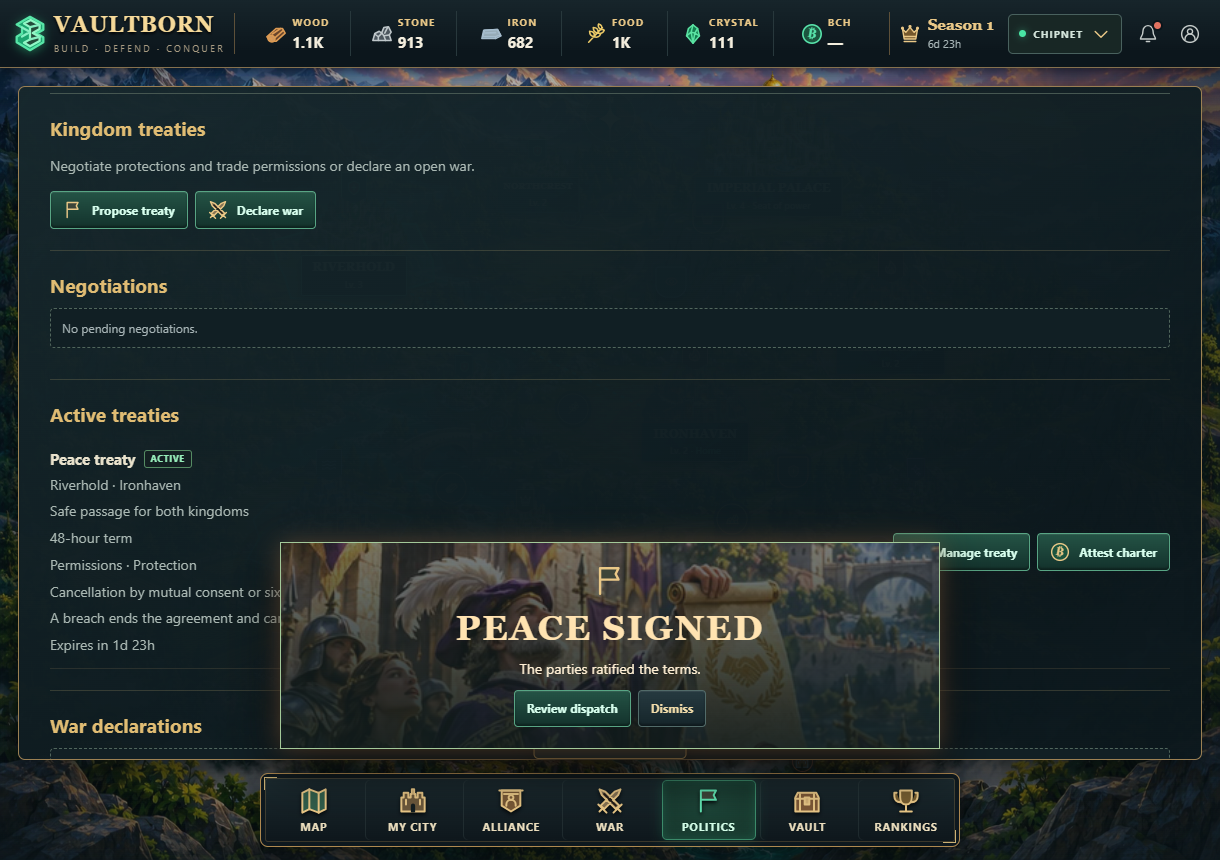 VAULTBORN
BUILD · DEFEND · CONQUER
WOOD
1.1K
STONE
913
IRON
682
FOOD
1K
CRYSTAL
111
BCH
—
Season 1
6d 23h
CHIPNET
Kingdom treaties
Negotiate protections and trade permissions or declare an open war.
Propose treaty
Declare war
Negotiations
No pending negotiations.
Active treaties
Peace treaty
ACTIVE
Riverhold · Ironhaven
Safe passage for both kingdoms
48-hour term
Permissions · Protection
Cancellation by mutual consent or six
A breach ends the agreement and
Expires in 1d 23h
Manage treaty
Attest charter
PEACE SIGNED
The parties ratified the terms.
Review dispatch
Dismiss
War declarations
MAP
MY CITY
ALLIANCE
WAR
POLITICS
VAULT
RANKINGS